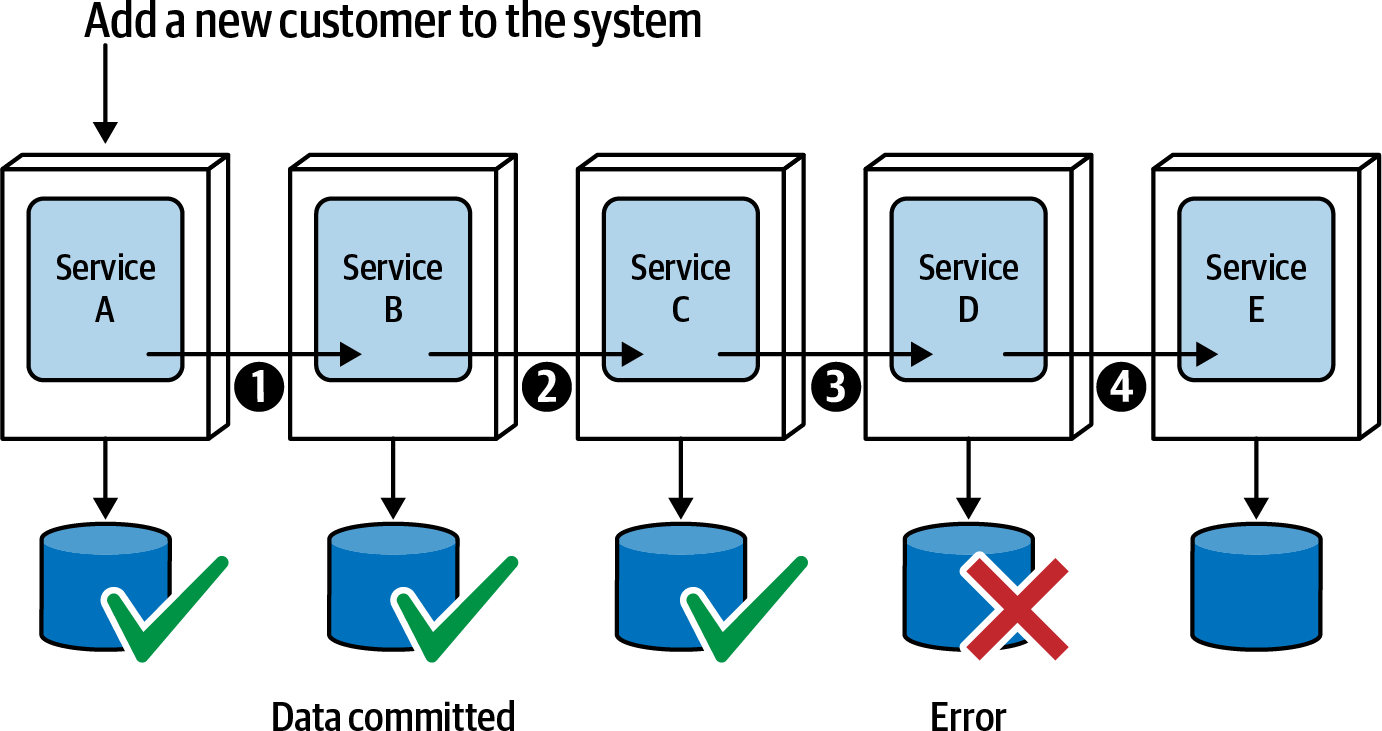 Add a new customer to the system
Service
A
Service
B
Service
C
Service
D
Service
E
1
2
3
4
Data committed
Error